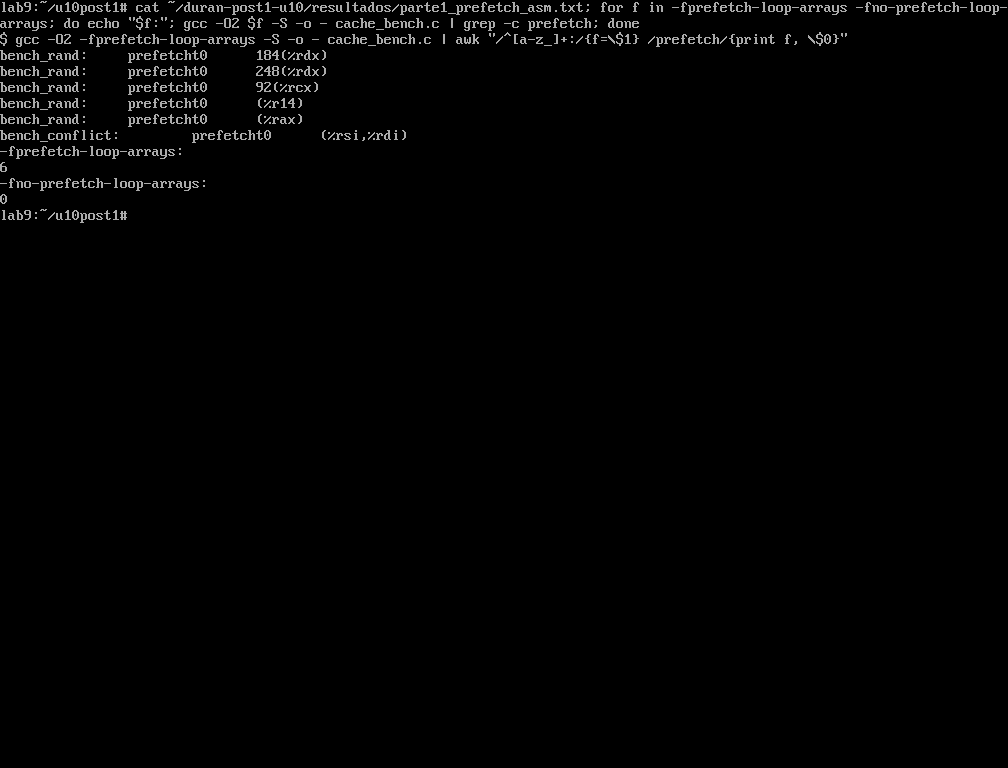 lab9:~/u10post1# cat ~/duran-post1-u10/resultados/parte1_prefetch_asm.txt; for f in -fprefetch-loop-arrays -fno-prefetch-loop-
arrays; do echo "$f:"; gcc -O2 $f -S -o - cache_bench.c | grep -c prefetch; done
$ gcc -O2 -fprefetch-loop-arrays -S -o - cache_bench.c | awk "/^[a-z_]+:/{f=\$1} /prefetch/{print f, \$0}"
bench_rand:     prefetcht0      184(%rdx)
bench_rand:     prefetcht0      248(%rdx)
bench_rand:     prefetcht0      92(%rcx)
bench_rand:     prefetcht0      (%r14)
bench_rand:     prefetcht0      (%rax)
bench_conflict:         prefetcht0      (%rsi,%rdi)
-fprefetch-loop-arrays:
6
-fno-prefetch-loop-arrays:
0
lab9:~/u10post1#